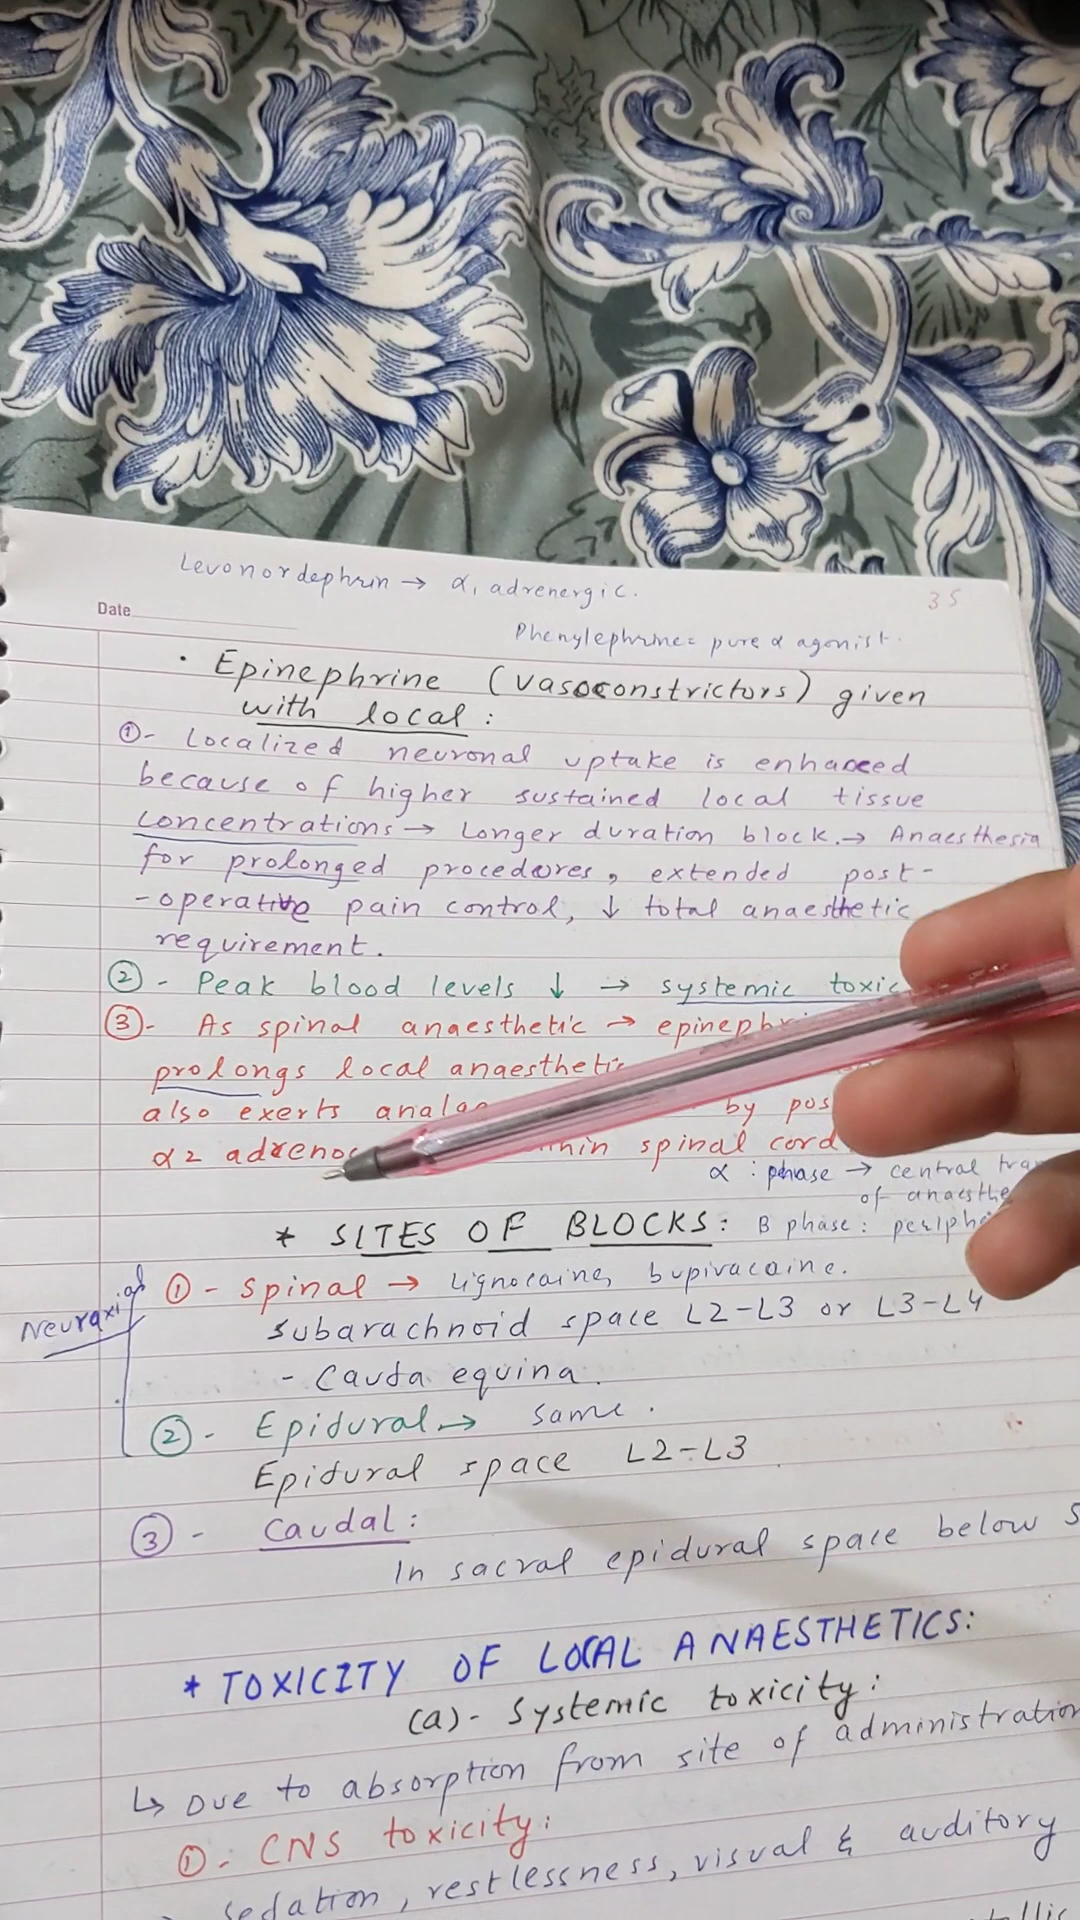 Levonordephrin → α, adrenergic.
35
Date
Phenylephrine = pure α agonist.
• Epinephrine (vasoconstrictors) given
with local :
①- Localized neuronal uptake is enhanced
because of higher sustained local tissue
concentrations → Longer duration block. → Anaesthesia
for prolonged procedures, extended post-
-operative pain control, ↓ total anaesthetic
requirement.
② - Peak blood levels ↓ → systemic toxic
③- As spinal anaesthetic →
prolongs local anaesthetic
also exerts by
α2 spinal cord
α : phase → central
of
* SITES OF BLOCKS: B phase:
Neuraxial
① - Spinal → Lignocaine, bupivacaine.
subarachnoid space L2-L3 or L3-L4
- Cauda equina.
② - Epidural → same.
Epidural space L2-L3
③ - Caudal :
In sacral epidural space below S
* TOXICITY OF LOCAL ANAESTHETICS:
(a)- Systemic toxicity :
↳ Due to absorption from site of administration
①- CNS toxicity:
sedation, restlessness, visual & auditory